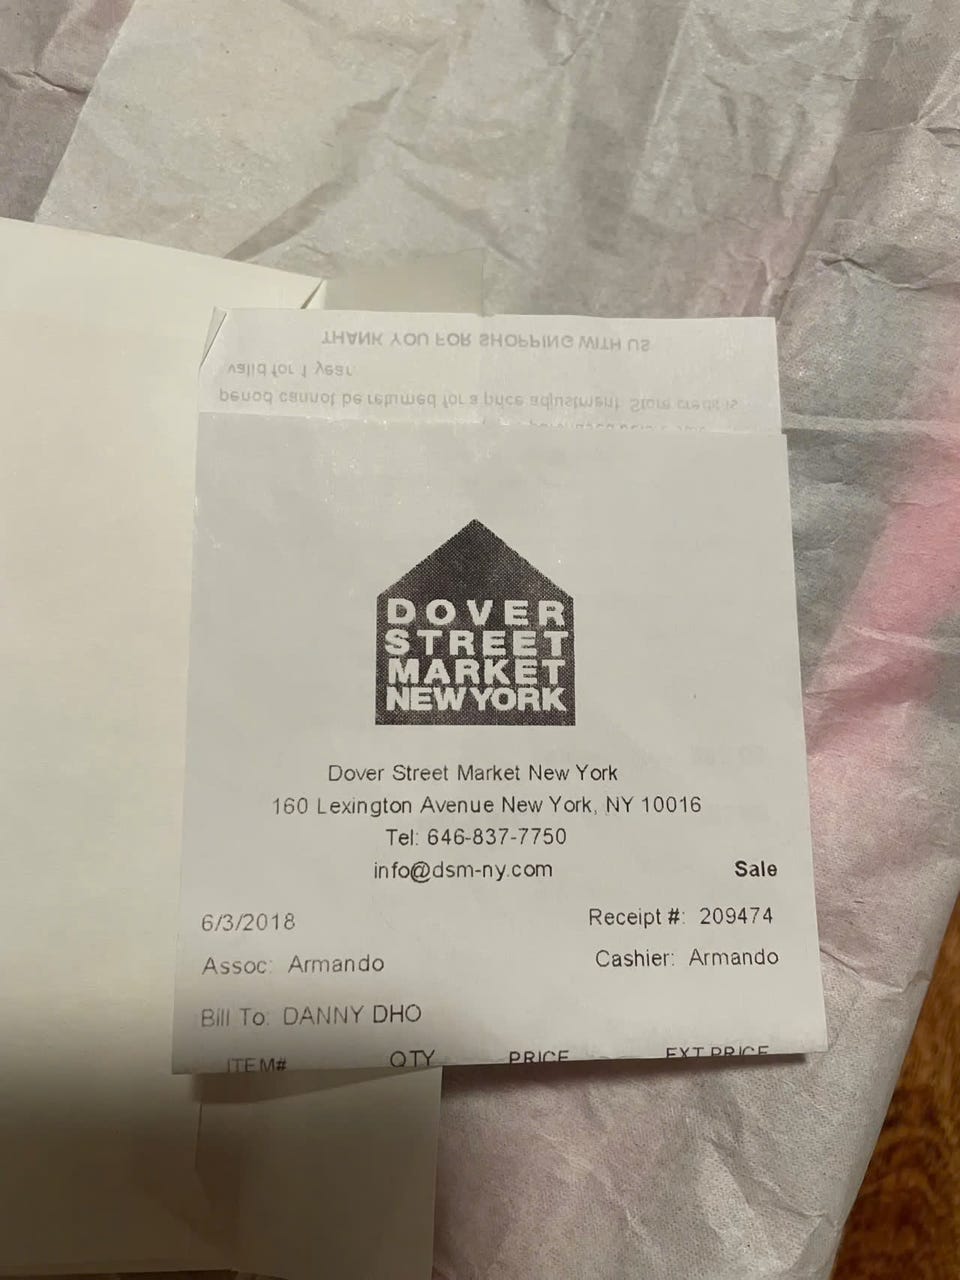 THANK YOU FOR SHOPPING WITH US
valid for 1 year
period cannot be returned for a price adjustment. Store credit is
DOVER
STREET
MARKET
NEW YORK
Dover Street Market New York
160 Lexington Avenue New York, NY 10016
Tel: 646-837-7750
info@dsm-ny.com
Sale
6/3/2018 Receipt #: 209474
Assoc: Armando Cashier: Armando
Bill To: DANNY DHO
ITEM# QTY PRICE EXT PRICE